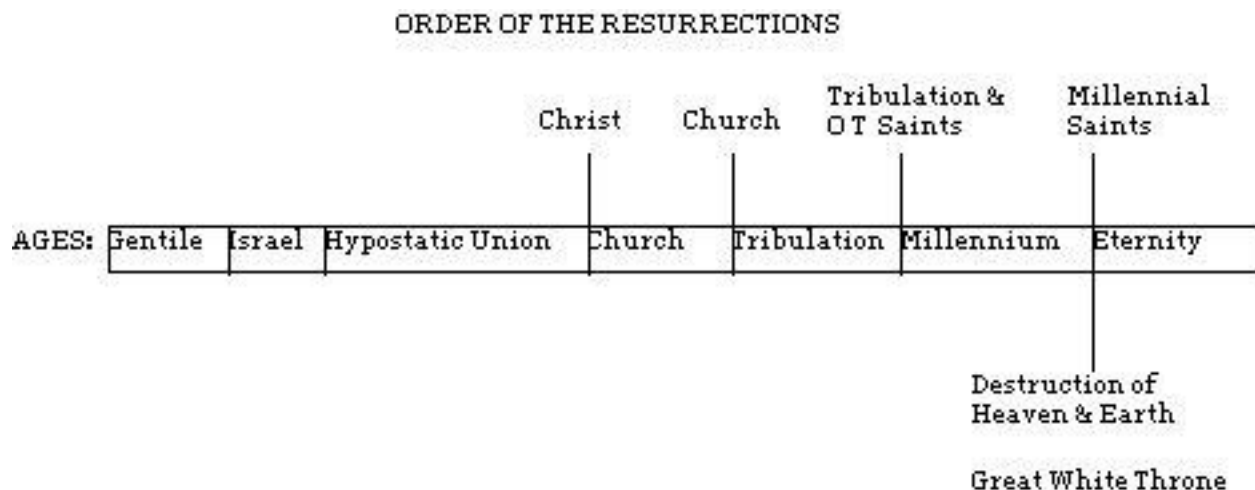 ORDER OF THE RESURRECTIONS
Christ
Church
Tribulation &
OT Saints
Millennial
Saints
AGES:
Gentile
Israel
Hypostatic Union
Church
Tribulation
Millennium
Eternity
Destruction of
Heaven & Earth
Great White Throne